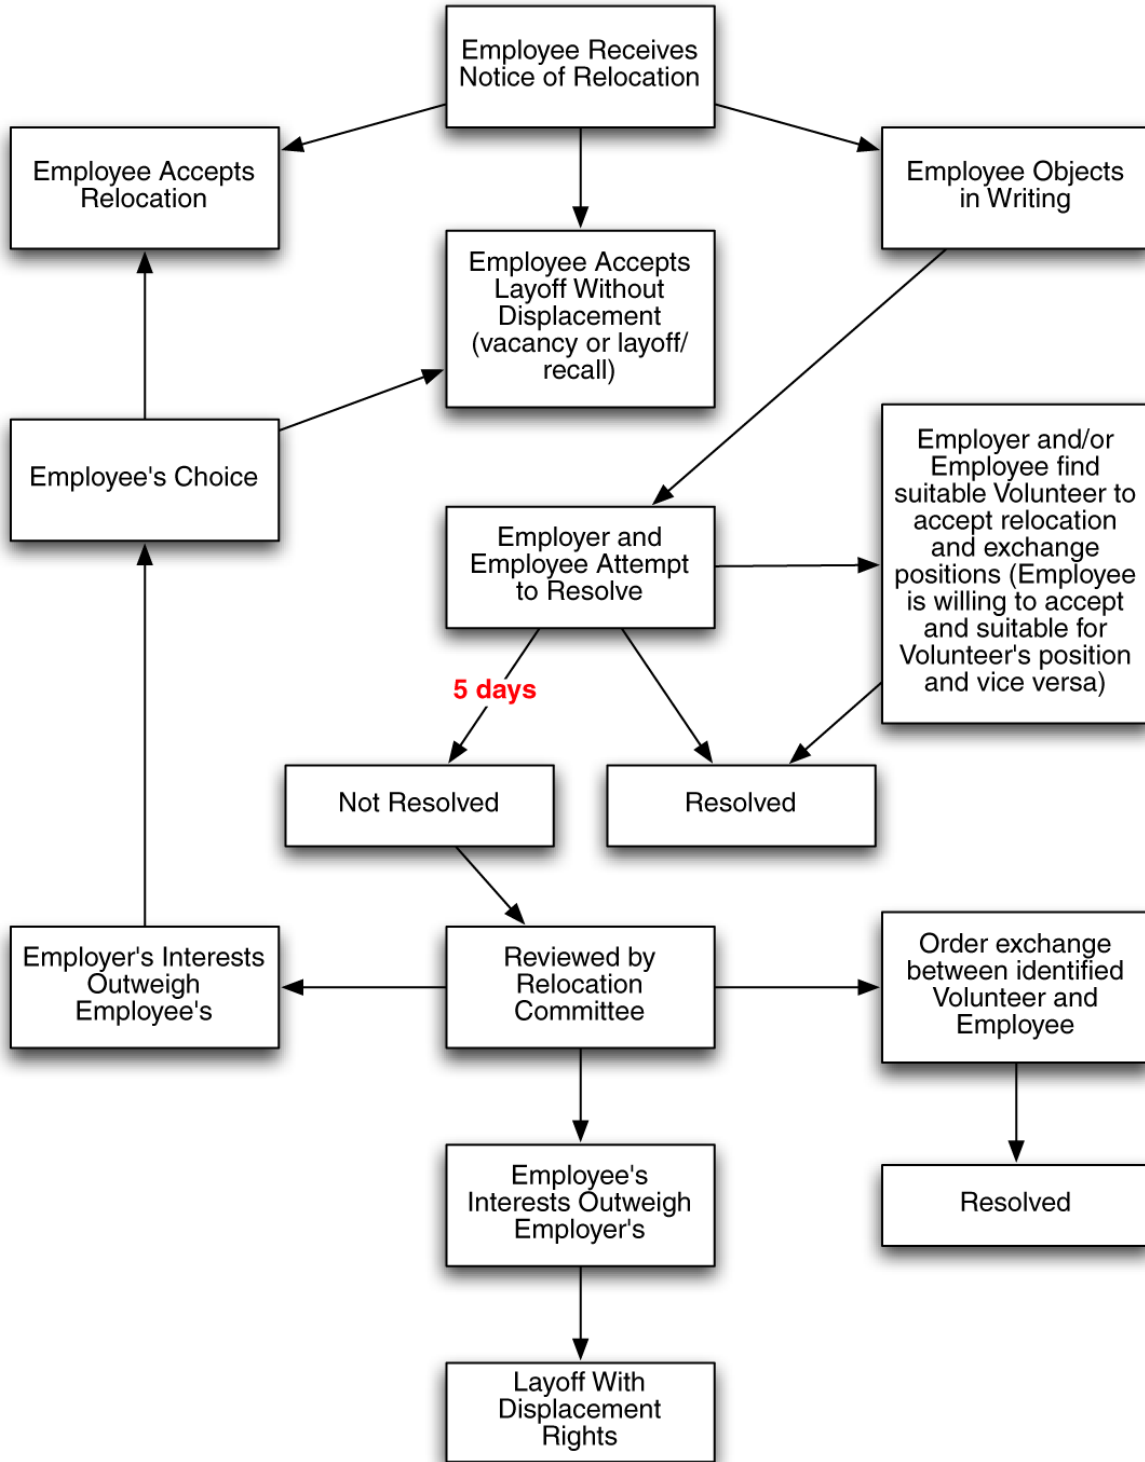 Employee Receives
Notice of Relocation
Employee Accepts
Relocation
Employee Objects
in Writing
Employee Accepts
Layoff Without
Displacement
(vacancy or layoff/
recall)
Employee's Choice
Employer and/or
Employee find
suitable Volunteer to
accept relocation
and exchange
positions (Employee
is willing to accept
and suitable for
Volunteer's position
and vice versa)
Employer and
Employee Attempt
to Resolve
5 days
Not Resolved
Resolved
Employer's Interests
Outweigh
Employee's
Reviewed by
Relocation
Committee
Order exchange
between identified
Volunteer and
Employee
Employee's
Interests Outweigh
Employer's
Resolved
Layoff With
Displacement
Rights